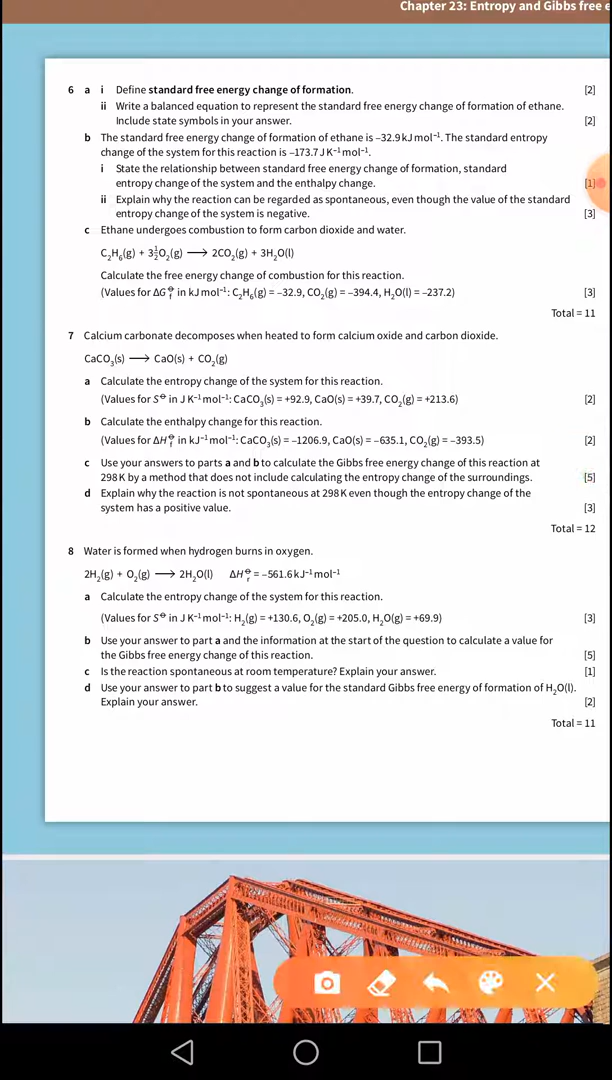 Chapter 23: Entropy and Gibbs free
6 a i Define standard free energy change of formation. [2]
ii Write a balanced equation to represent the standard free energy change of formation of ethane.
Include state symbols in your answer. [2]
b The standard free energy change of formation of ethane is –32.9 kJ mol⁻¹. The standard entropy
change of the system for this reaction is –173.7 J K⁻¹ mol⁻¹.
i State the relationship between standard free energy change of formation, standard
entropy change of the system and the enthalpy change. [1]
ii Explain why the reaction can be regarded as spontaneous, even though the value of the standard
entropy change of the system is negative. [3]
c Ethane undergoes combustion to form carbon dioxide and water.
C₂H₆(g) + 3½O₂(g) ⟶ 2CO₂(g) + 3H₂O(l)
Calculate the free energy change of combustion for this reaction.
(Values for ΔG⦵f in kJ mol⁻¹: C₂H₆(g) = –32.9, CO₂(g) = –394.4, H₂O(l) = –237.2) [3]
Total = 11
7 Calcium carbonate decomposes when heated to form calcium oxide and carbon dioxide.
CaCO₃(s) ⟶ CaO(s) + CO₂(g)
a Calculate the entropy change of the system for this reaction.
(Values for S⦵ in J K⁻¹ mol⁻¹: CaCO₃(s) = +92.9, CaO(s) = +39.7, CO₂(g) = +213.6) [2]
b Calculate the enthalpy change for this reaction.
(Values for ΔH⦵f in kJ⁻¹ mol⁻¹: CaCO₃(s) = –1206.9, CaO(s) = –635.1, CO₂(g) = –393.5) [2]
c Use your answers to parts a and b to calculate the Gibbs free energy change of this reaction at
298 K by a method that does not include calculating the entropy change of the surroundings. [5]
d Explain why the reaction is not spontaneous at 298 K even though the entropy change of the
system has a positive value. [3]
Total = 12
8 Water is formed when hydrogen burns in oxygen.
2H₂(g) + O₂(g) ⟶ 2H₂O(l) ΔH⦵r = –561.6 kJ⁻¹ mol⁻¹
a Calculate the entropy change of the system for this reaction.
(Values for S⦵ in J K⁻¹ mol⁻¹: H₂(g) = +130.6, O₂(g) = +205.0, H₂O(g) = +69.9) [3]
b Use your answer to part a and the information at the start of the question to calculate a value for
the Gibbs free energy change of this reaction. [5]
c Is the reaction spontaneous at room temperature? Explain your answer. [1]
d Use your answer to part b to suggest a value for the standard Gibbs free energy of formation of H₂O(l).
Explain your answer. [2]
Total = 11